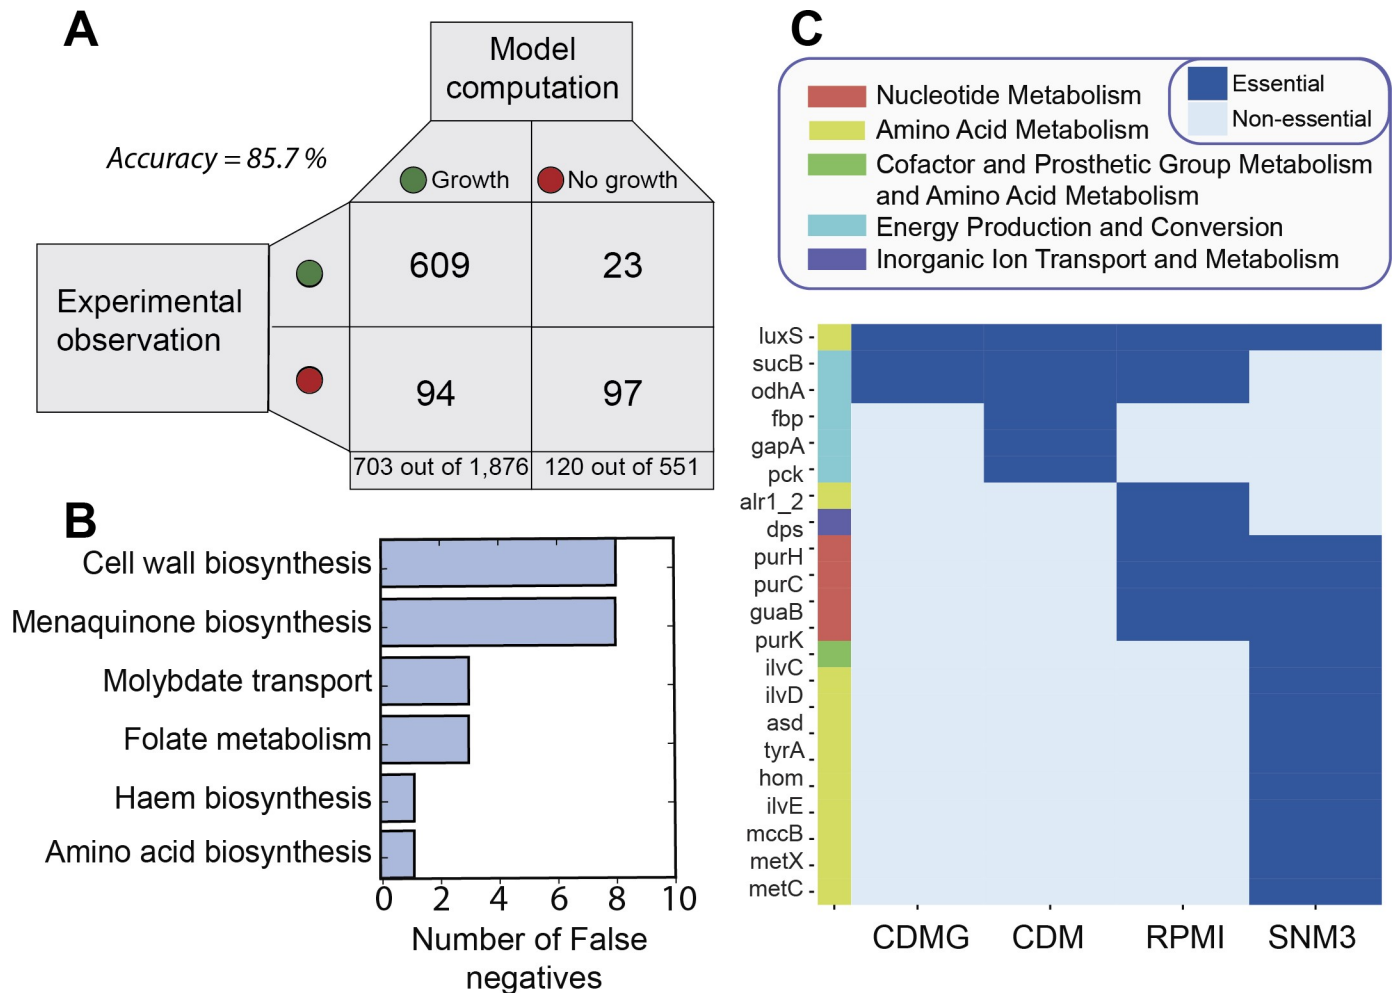 A
Model
computation
Accuracy = 85.7 %
Growth
No growth
Experimental
observation
609
23
94
97
703 out of 1,876
120 out of 551
B
Cell wall biosynthesis
Menaquinone biosynthesis
Molybdate transport
Folate metabolism
Haem biosynthesis
Amino acid biosynthesis
0 2 4 6 8 10
Number of False
negatives
C
Nucleotide Metabolism
Amino Acid Metabolism
Cofactor and Prosthetic Group Metabolism
and Amino Acid Metabolism
Energy Production and Conversion
Inorganic Ion Transport and Metabolism
Essential
Non-essential
luxS
sucB
odhA
fbp
gapA
pck
alr1_2
dps
purH
purC
guaB
purK
ilvC
ilvD
asd
tyrA
hom
ilvE
mccB
metX
metC
CDMG CDM RPMI SNM3